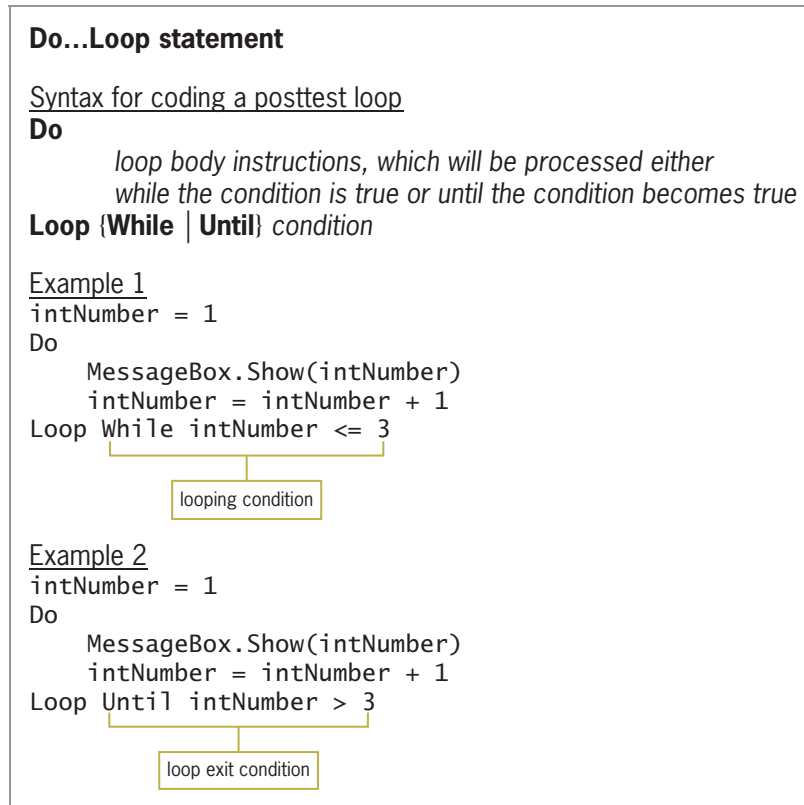 Do...Loop statement
Syntax for coding a posttest loop
Do
loop body instructions, which will be processed either
while the condition is true or until the condition becomes true
Loop {While | Until} condition
Example 1
intNumber = 1
Do
MessageBox.Show(intNumber)
intNumber = intNumber + 1
Loop While intNumber <= 3
looping condition
Example 2
intNumber = 1
Do
MessageBox.Show(intNumber)
intNumber = intNumber + 1
Loop Until intNumber > 3
loop exit condition